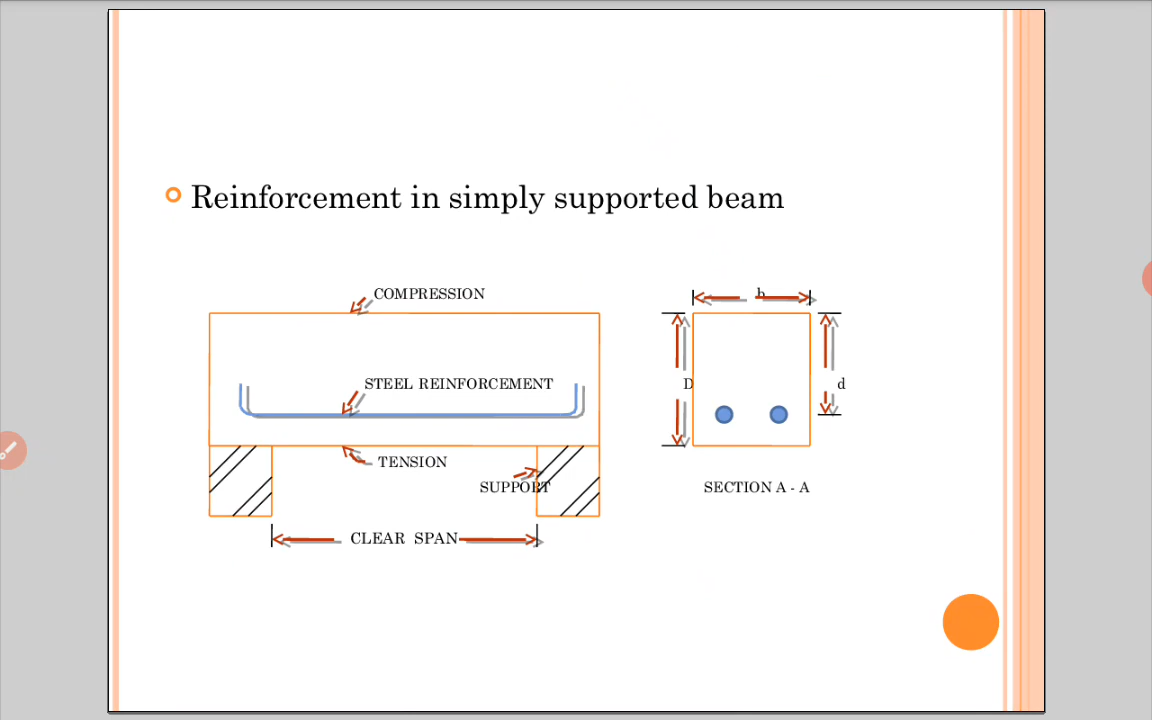 Reinforcement in simply supported beam
COMPRESSION
b
STEEL REINFORCEMENT
D
d
TENSION
SUPPORT
SECTION A - A
CLEAR SPAN